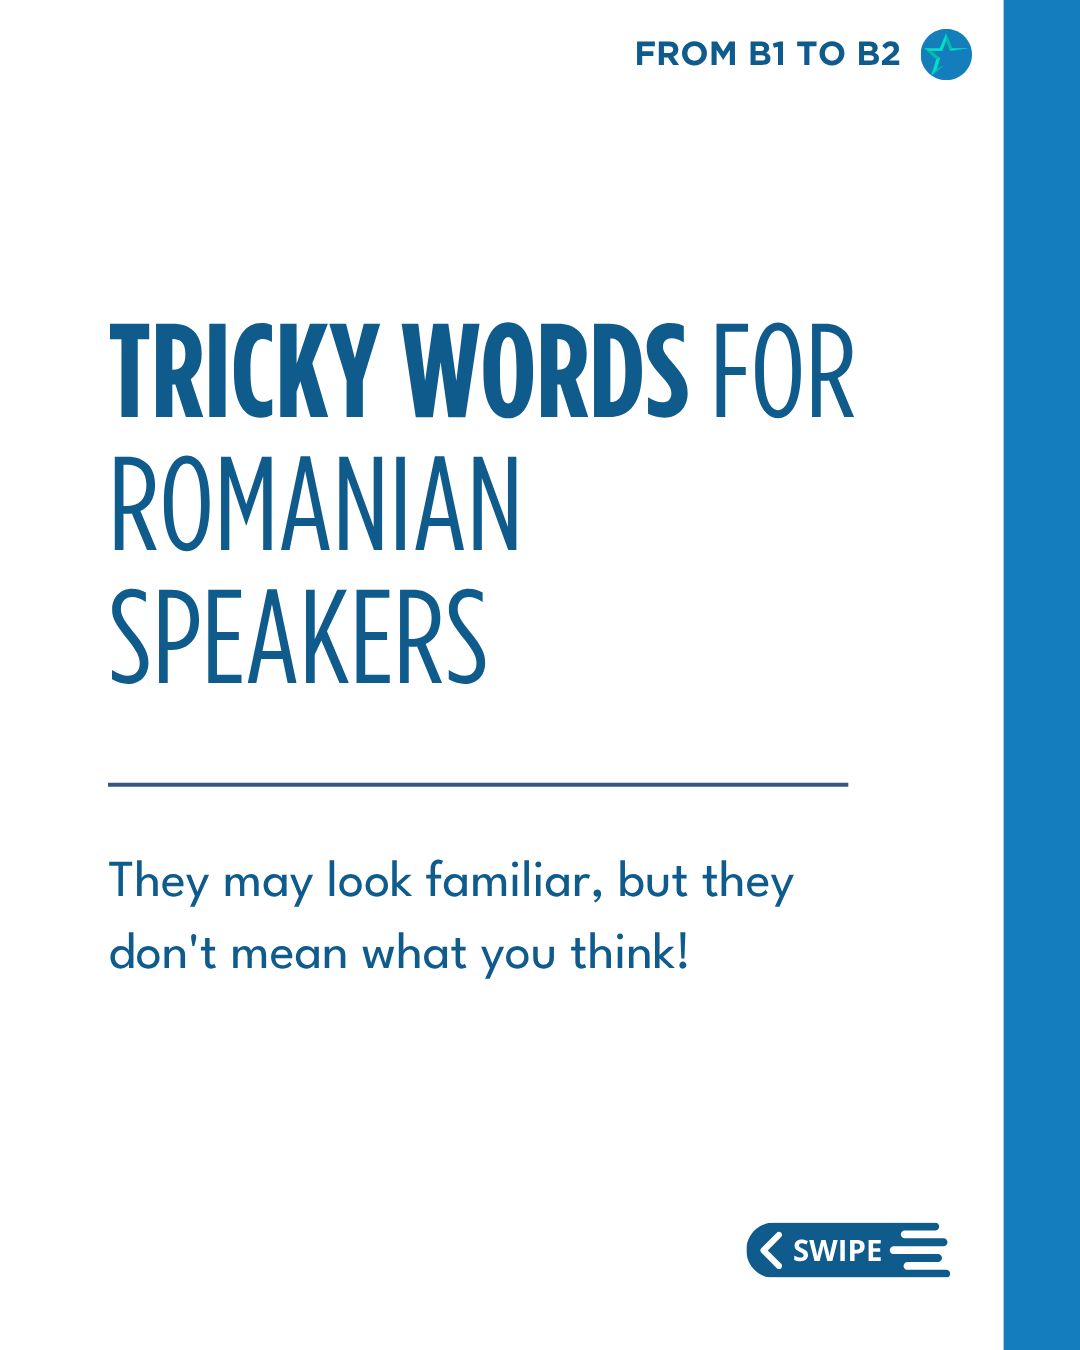 FROM B1 TO B2
TRICKY WORDS FOR
ROMANIAN
SPEAKERS
They may look familiar, but they
don't mean what you think!
SWIPE